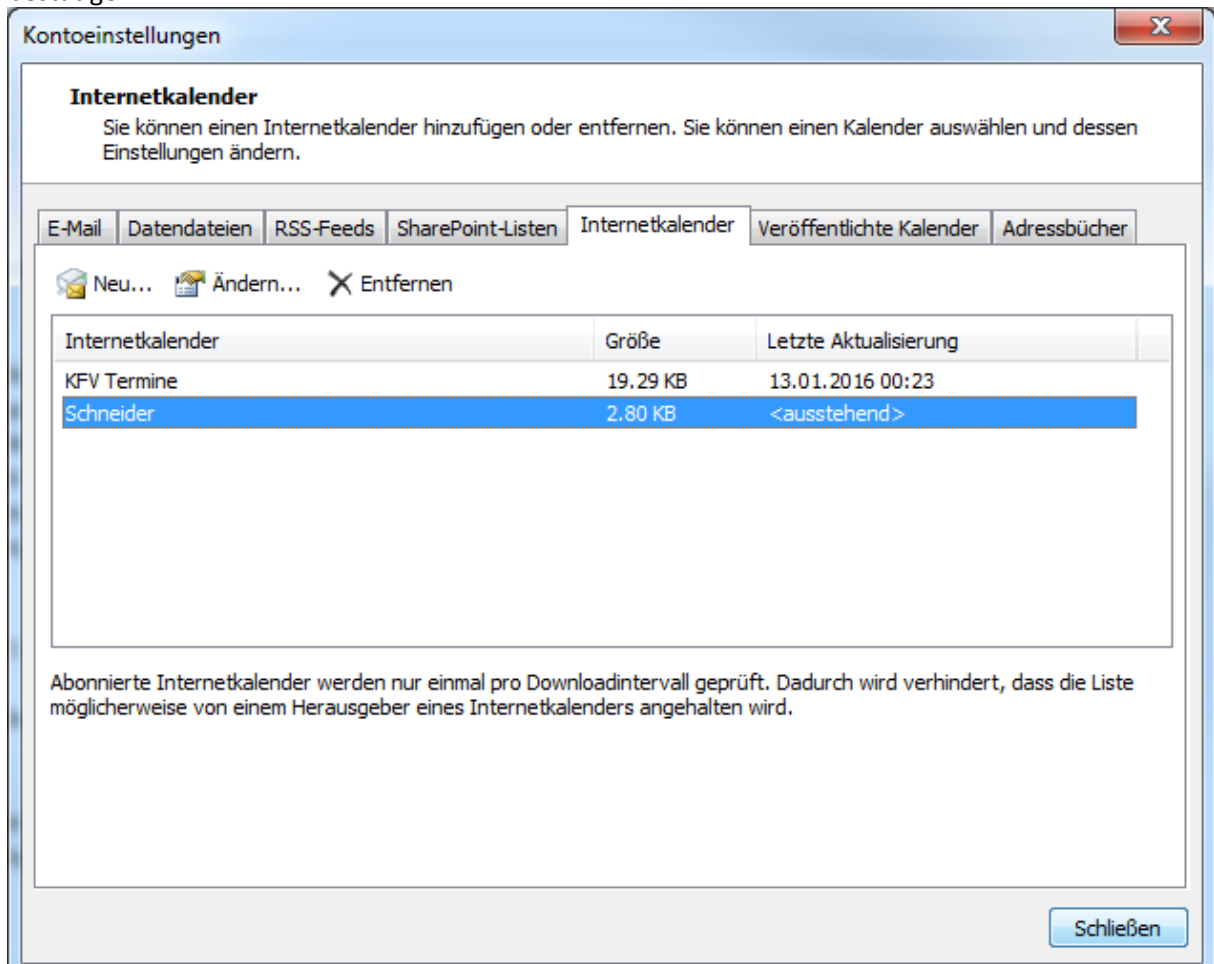 Kontoeinstellungen
Internetkalender
Sie können einen Internetkalender hinzufügen oder entfernen. Sie können einen Kalender auswählen und dessen
Einstellungen ändern.
E-Mail Datendateien RSS-Feeds SharePoint-Listen Internetkalender Veröffentlichte Kalender Adressbücher
Neu... Ändern... Entfernen
Internetkalender Größe Letzte Aktualisierung
KFV Termine 19.29 KB 13.01.2016 00:23
Schneider 2.80 KB <ausstehend>
Abonnierte Internetkalender werden nur einmal pro Downloadintervall geprüft. Dadurch wird verhindert, dass die Liste
möglicherweise von einem Herausgeber eines Internetkalenders angehalten wird.
Schließen